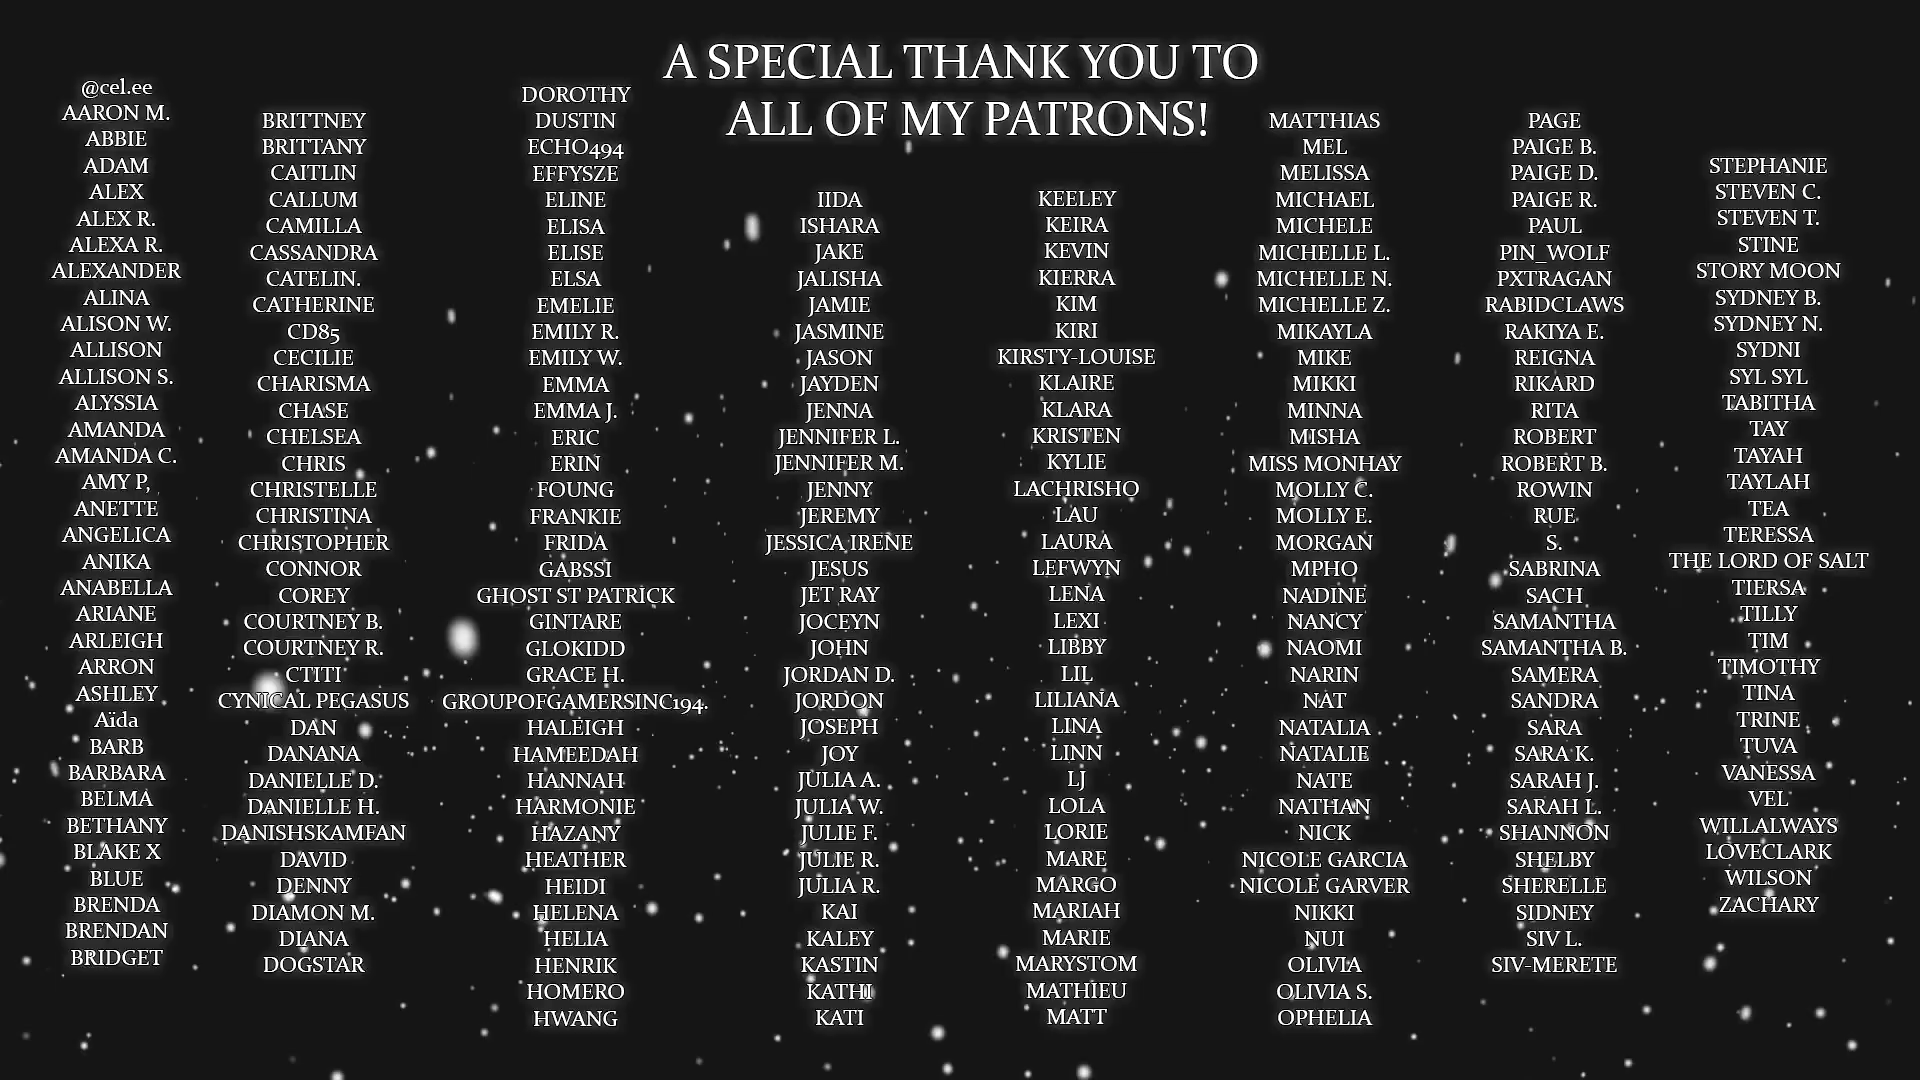 A SPECIAL THANK YOU TO
ALL OF MY PATRONS!
@cel.ee
AARON M.
ABBIE
ADAM
ALEX
ALEX R.
ALEXA R.
ALEXANDER
ALINA
ALISON W.
ALLISON
ALLISON S.
ALYSSIA
AMANDA
AMANDA C.
AMY P,
ANETTE
ANGELICA
ANIKA
ANABELLA
ARIANE
ARLEIGH
ARRON
ASHLEY
Aïda
BARB
BARBARA
BELMA
BETHANY
BLAKE X
BLUE
BRENDA
BRENDAN
BRIDGET
BRITTNEY
BRITTANY
CAITLIN
CALLUM
CAMILLA
CASSANDRA
CATELIN.
CATHERINE
CD85
CECILIE
CHARISMA
CHASE
CHELSEA
CHRIS
CHRISTELLE
CHRISTINA
CHRISTOPHER
CONNOR
COREY
COURTNEY B.
COURTNEY R.
CTITI
CYNICAL PEGASUS
DAN
DANANA
DANIELLE D.
DANIELLE H.
DANISHSKAMFAN
DAVID
DENNY
DIAMON M.
DIANA
DOGSTAR
DOROTHY
DUSTIN
ECHO494
EFFYSZE
ELINE
ELISA
ELISE
ELSA
EMELIE
EMILY R.
EMILY W.
EMMA
EMMA J.
ERIC
ERIN
FOUNG
FRANKIE
FRIDA
GABSSI
GHOST ST PATRICK
GINTARE
GLOKIDD
GRACE H.
GROUPOFGAMERSINC194.
HALEIGH
HAMEEDAH
HANNAH
HARMONIE
HAZANY
HEATHER
HEIDI
HELENA
HELIA
HENRIK
HOMERO
HWANG
IIDA
ISHARA
JAKE
JALISHA
JAMIE
JASMINE
JASON
JAYDEN
JENNA
JENNIFER L.
JENNIFER M.
JENNY
JEREMY
JESSICA IRENE
JESUS
JET RAY
JOCEYN
JOHN
JORDAN D.
JORDON
JOSEPH
JOY
JULIA A.
JULIA W.
JULIE F.
JULIE R.
JULIA R.
KAI
KALEY
KASTIN
KATHI
KATI
KEELEY
KEIRA
KEVIN
KIERRA
KIM
KIRI
KIRSTY-LOUISE
KLAIRE
KLARA
KRISTEN
KYLIE
LACHRISHO
LAU
LAURA
LEFWYN
LENA
LEXI
LIBBY
LIL
LILIANA
LINA
LINN
LJ
LOLA
LORIE
MARE
MARGO
MARIAH
MARIE
MARYSTOM
MATHIEU
MATT
MATTHIAS
MEL
MELISSA
MICHAEL
MICHELE
MICHELLE L.
MICHELLE N.
MICHELLE Z.
MIKAYLA
MIKE
MIKKI
MINNA
MISHA
MISS MONHAY
MOLLY C.
MOLLY E.
MORGAN
MPHO
NADINE
NANCY
NAOMI
NARIN
NAT
NATALIA
NATALIE
NATE
NATHAN
NICK
NICOLE GARCIA
NICOLE GARVER
NIKKI
NUI
OLIVIA
OLIVIA S.
OPHELIA
PAGE
PAIGE B.
PAIGE D.
PAIGE R.
PAUL
PIN_WOLF
PXTRAGAN
RABIDCLAWS
RAKIYA E.
REIGNA
RIKARD
RITA
ROBERT
ROBERT B.
ROWIN
RUE
S.
SABRINA
SACH
SAMANTHA
SAMANTHA B.
SAMERA
SANDRA
SARA
SARA K.
SARAH J.
SARAH L.
SHANNON
SHELBY
SHERELLE
SIDNEY
SIV L.
SIV-MERETE
STEPHANIE
STEVEN C.
STEVEN T.
STINE
STORY MOON
SYDNEY B.
SYDNEY N.
SYDNI
SYL SYL
TABITHA
TAY
TAYAH
TAYLAH
TEA
TERESSA
THE LORD OF SALT
TIERSA
TILLY
TIM
TIMOTHY
TINA
TRINE
TUVA
VANESSA
VEL
WILLALWAYS
LOVECLARK
WILSON
ZACHARY